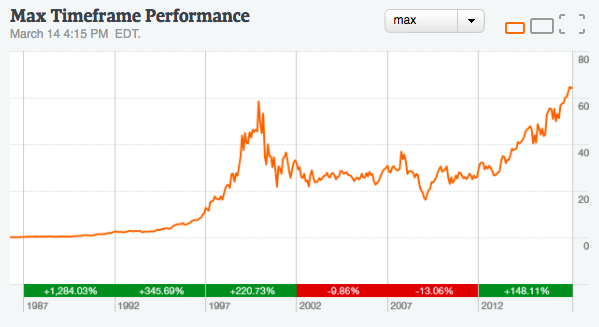 Max Timeframe Performance
March 14 4:15 PM EDT.
max
80
60
40
20
0
+1,284.03% +345.69% +220.73% -9.86% -13.06% +148.11%
1987 1992 1997 2002 2007 2012